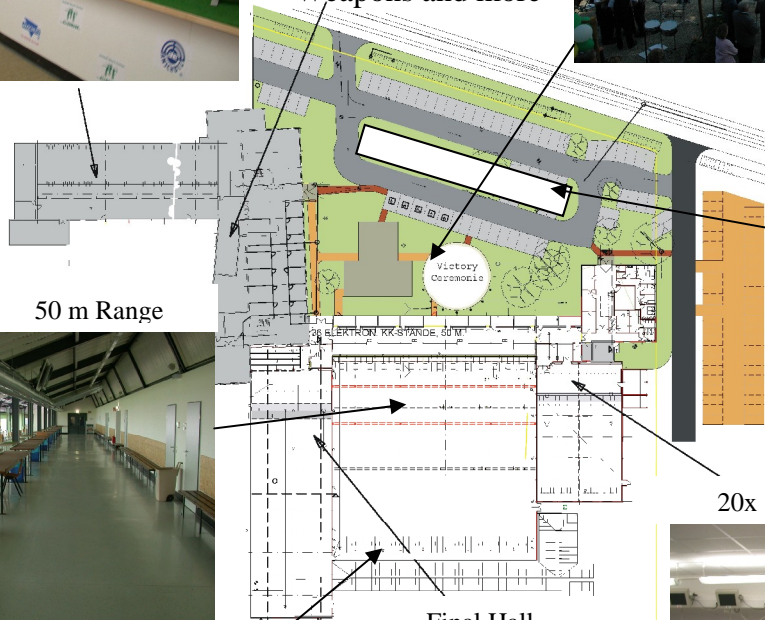 weapons and more
Victory
Ceremonie
50 m Range
36 ELEKTRON. KK-STÄNDE, 50 M.
20x
Final Hall